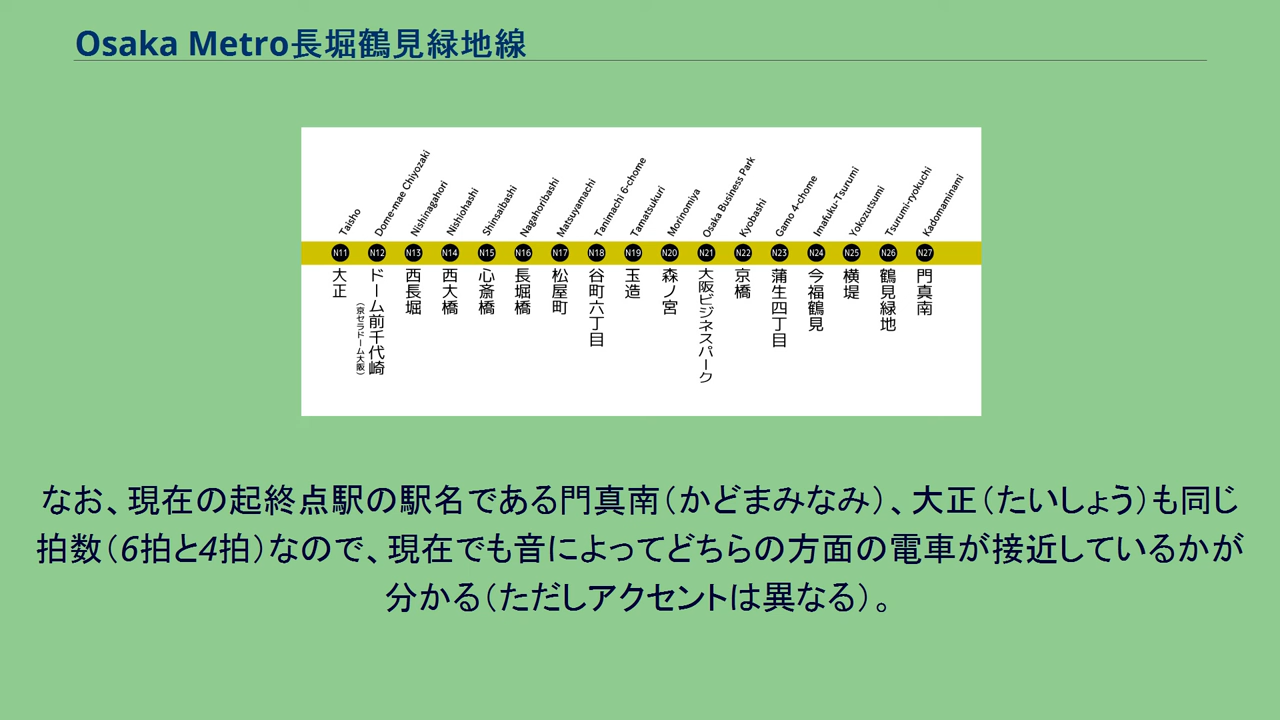 Osaka Metro長堀鶴見緑地線
Taisho
Dome-mae Chiyozaki
Nishinagahori
Nishiohashi
Shinsaibashi
Nagahoribashi
Matsuyamachi
Tanimachi 6-chome
Tamatsukuri
Morinomiya
Osaka Business Park
Kyobashi
Gamo 4-chome
Imafuku-Tsurumi
Yokozutsumi
Tsurumi-ryokuchi
Kadomaminami
N11 N12 N13 N14 N15 N16 N17 N18 N19 N20 N21 N22 N23 N24 N25 N26 N27
大正
ドーム前千代崎
（京セラドーム大阪）
西長堀
西大橋
心斎橋
長堀橋
松屋町
谷町六丁目
玉造
森ノ宮
大阪ビジネスパーク
京橋
蒲生四丁目
今福鶴見
横堤
鶴見緑地
門真南
なお、現在の起終点駅の駅名である門真南（かどまみなみ）、大正（たいしょう）も同じ
拍数（6拍と4拍）なので、現在でも音によってどちらの方面の電車が接近しているかが
分かる（ただしアクセントは異なる）。